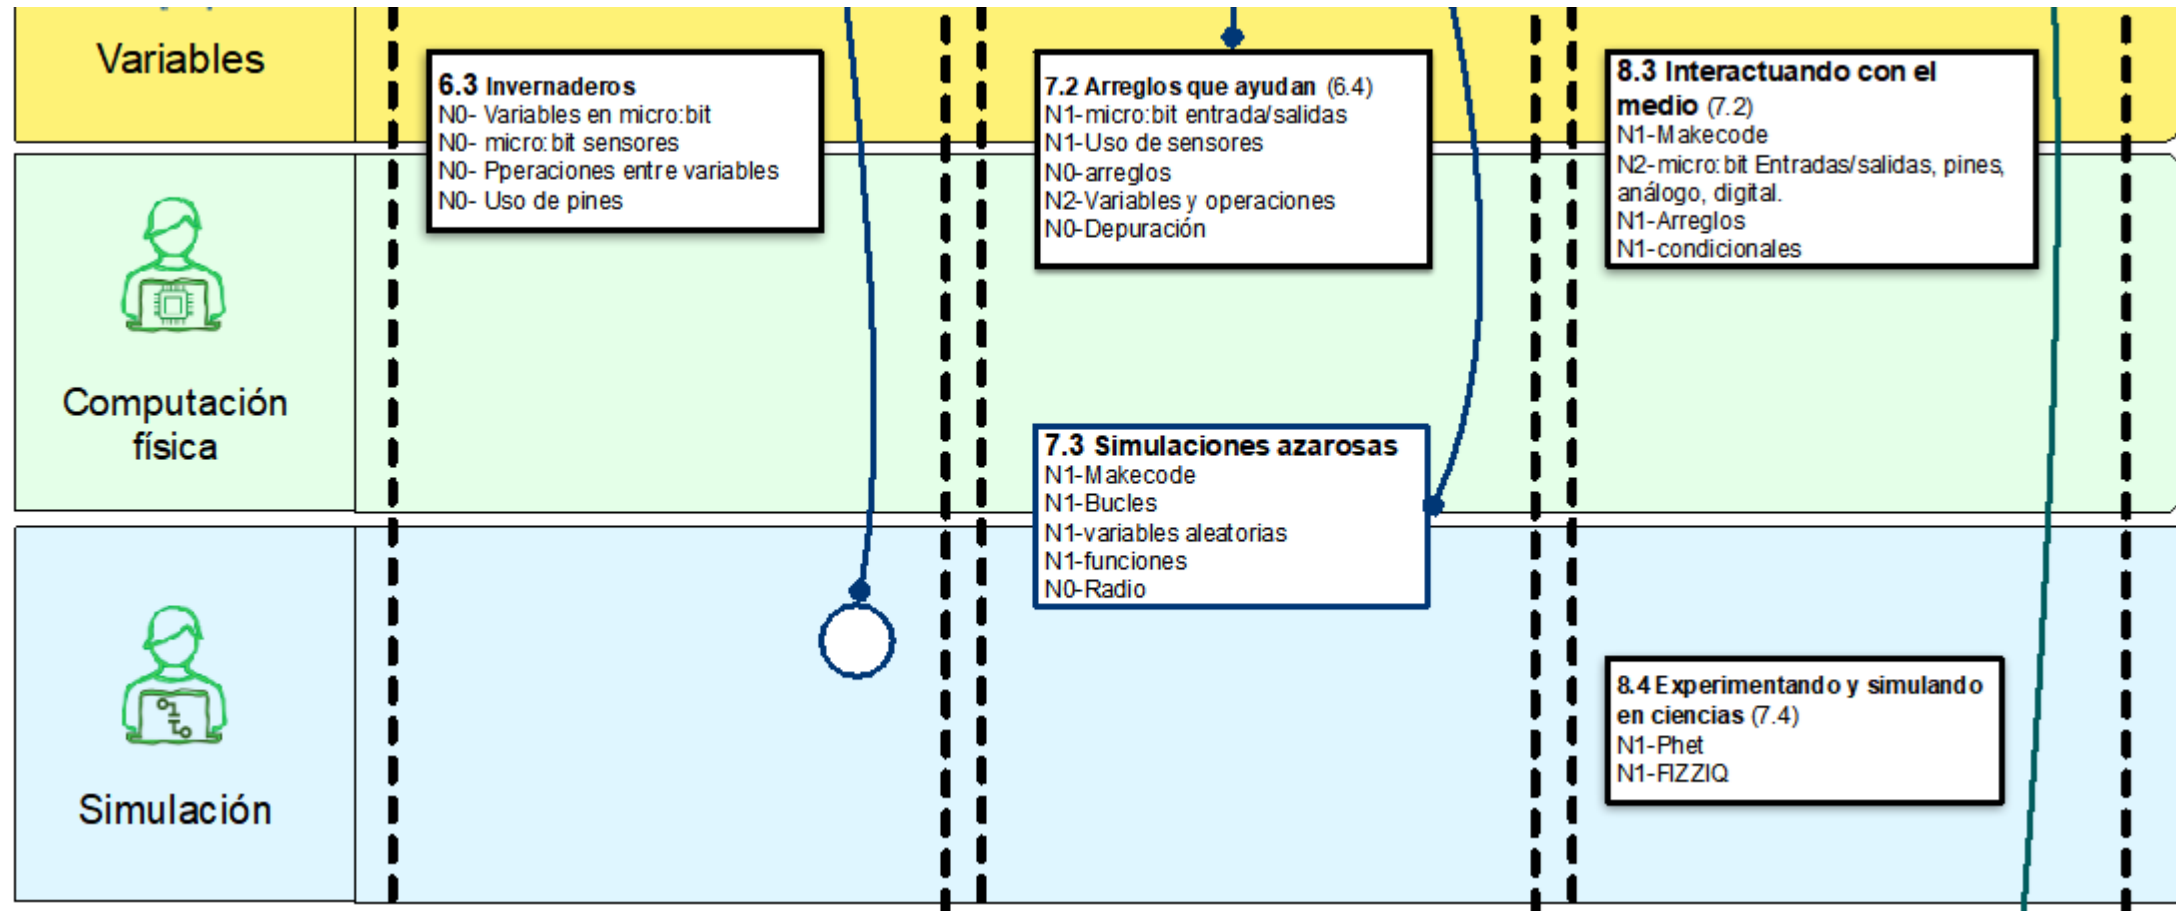 Variables
6.3 Invernaderos
N0- Variables en micro:bit
N0- micro:bit sensores
N0- Pperaciones entre variables
N0- Uso de pines
7.2 Arreglos que ayudan (6.4)
N1-micro:bit entrada/salidas
N1-Uso de sensores
N0-arreglos
N2-Variables y operaciones
N0-Depuración
8.3 Interactuando con el
medio (7.2)
N1-Makecode
N2-micro:bit Entradas/salidas, pines,
análogo, digital.
N1-Arreglos
N1-condicionales
Computación
física
7.3 Simulaciones azarosas
N1-Makecode
N1-Bucles
N1-variables aleatorias
N1-funciones
N0-Radio
Simulación
8.4 Experimentando y simulando
en ciencias (7.4)
N1-Phet
N1-FIZZIQ